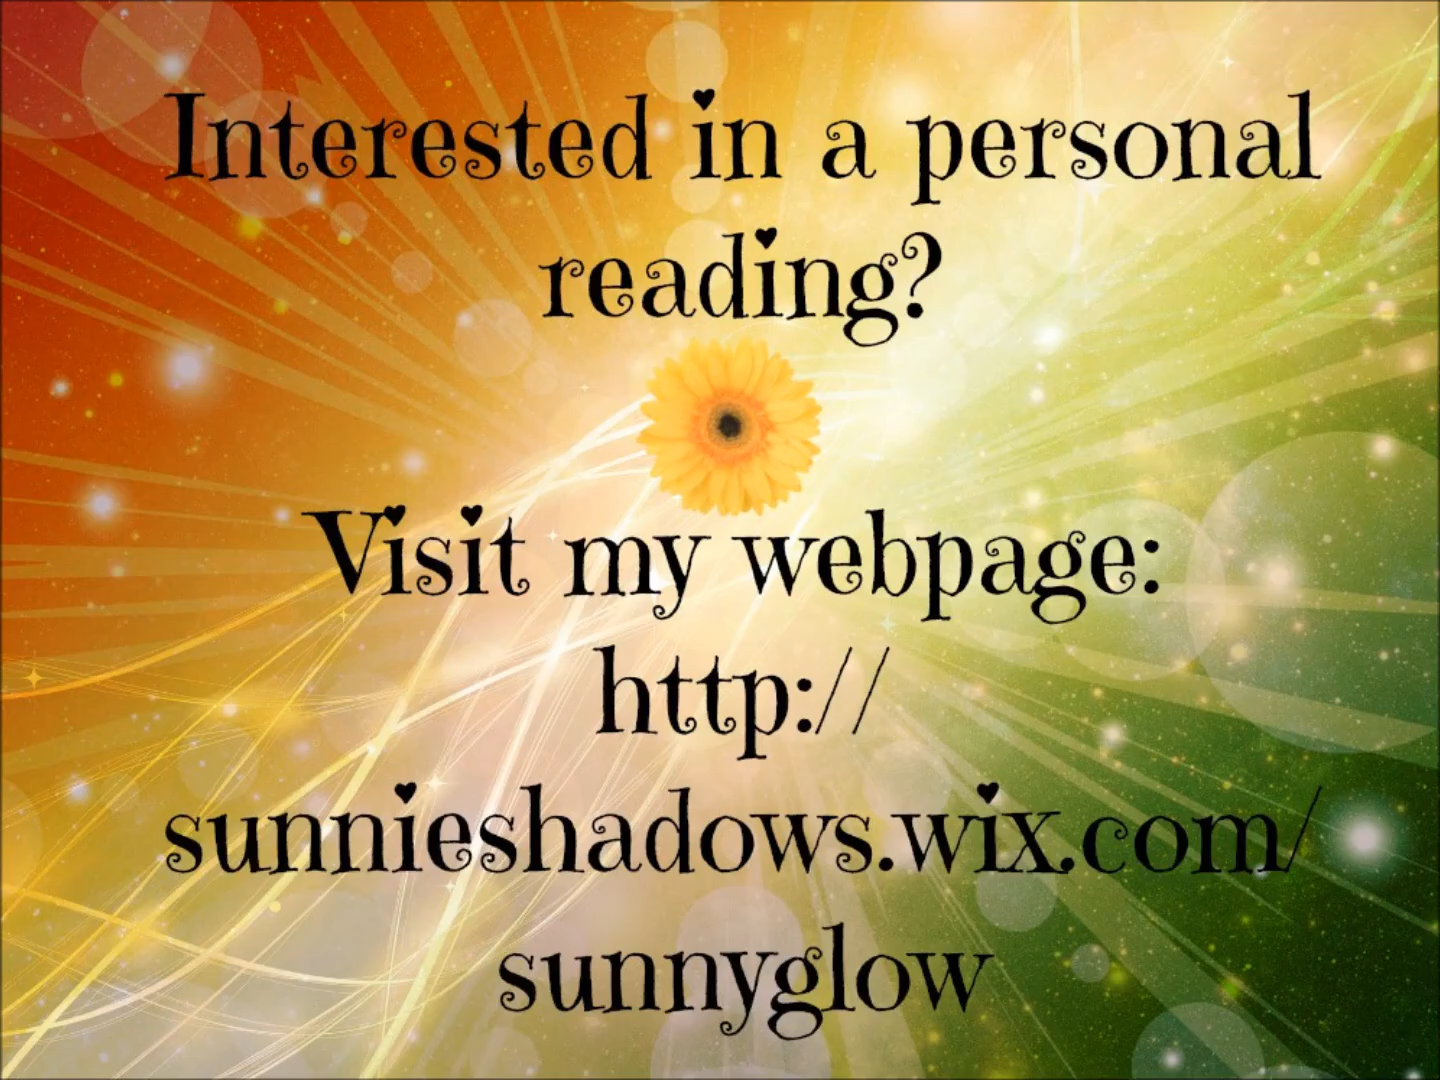 Interested in a personal
reading?
Visit my webpage:
http://
sunnieshadows.wix.com/
sunnyglow